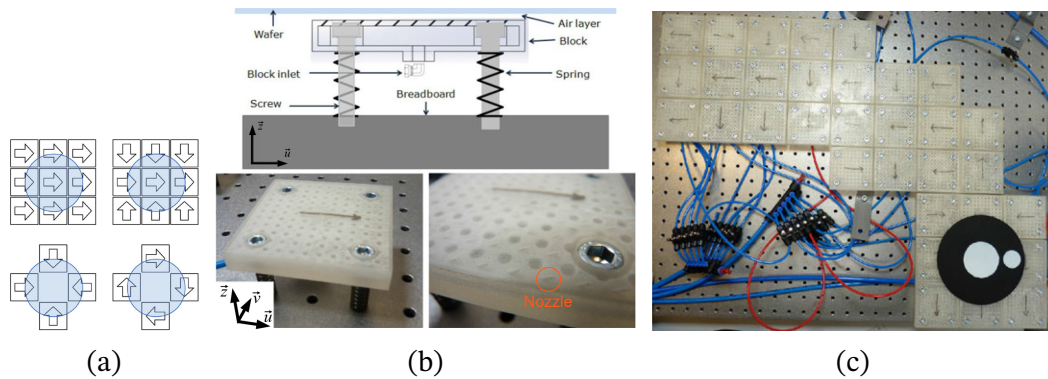 Wafer
Air layer
Block
Block inlet
Spring
Breadboard
Screw
z⃗
u⃗
z⃗
v⃗
u⃗
Nozzle
(a)
(b)
(c)